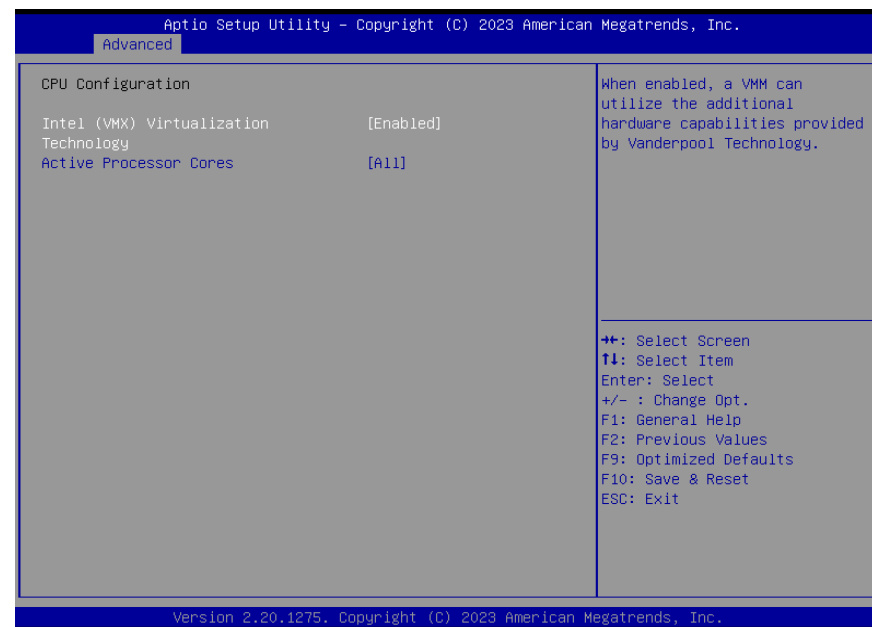 Aptio Setup Utility – Copyright (C) 2023 American Megatrends, Inc.
Advanced
CPU Configuration
Intel (VMX) Virtualization [Enabled]
Technology
Active Processor Cores [All]
When enabled, a VMM can
utilize the additional
hardware capabilities provided
by Vanderpool Technology.
→←: Select Screen
↑↓: Select Item
Enter: Select
+/- : Change Opt.
F1: General Help
F2: Previous Values
F9: Optimized Defaults
F10: Save & Reset
ESC: Exit
Version 2.20.1275. Copyright (C) 2023 American Megatrends, Inc.